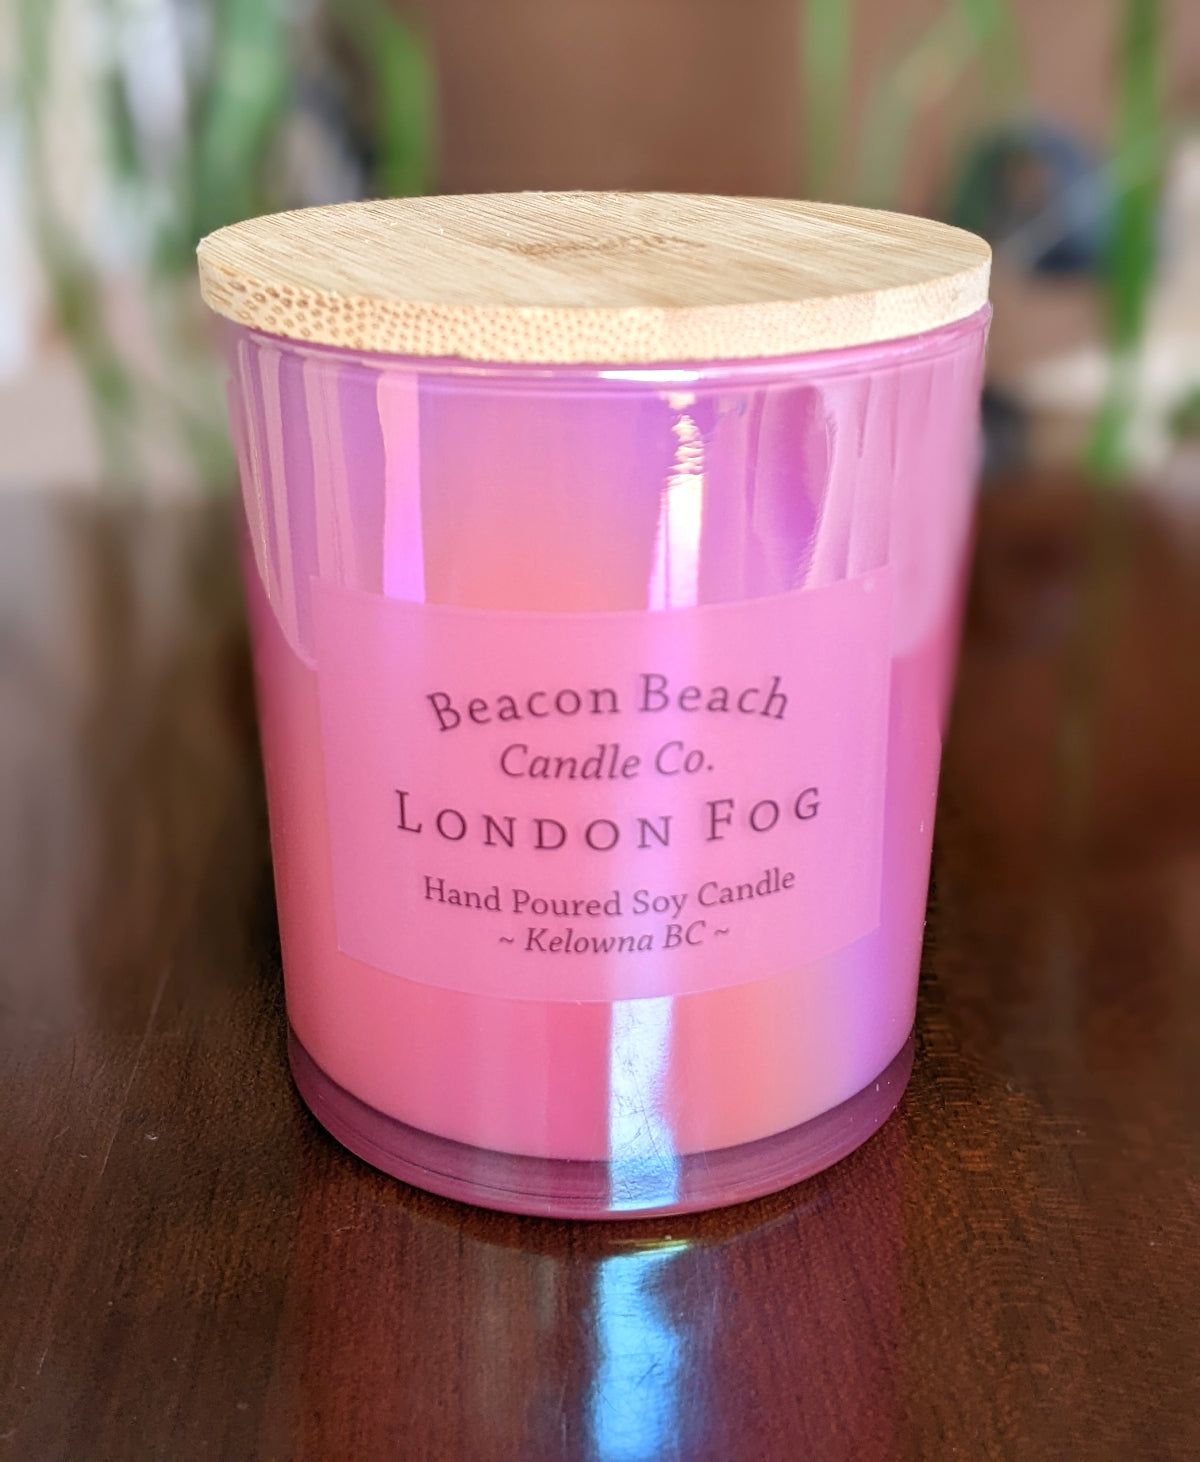 Beacon Beach
Candle Co.
LONDON FOG
Hand Poured Soy Candle
~ Kelowna BC ~